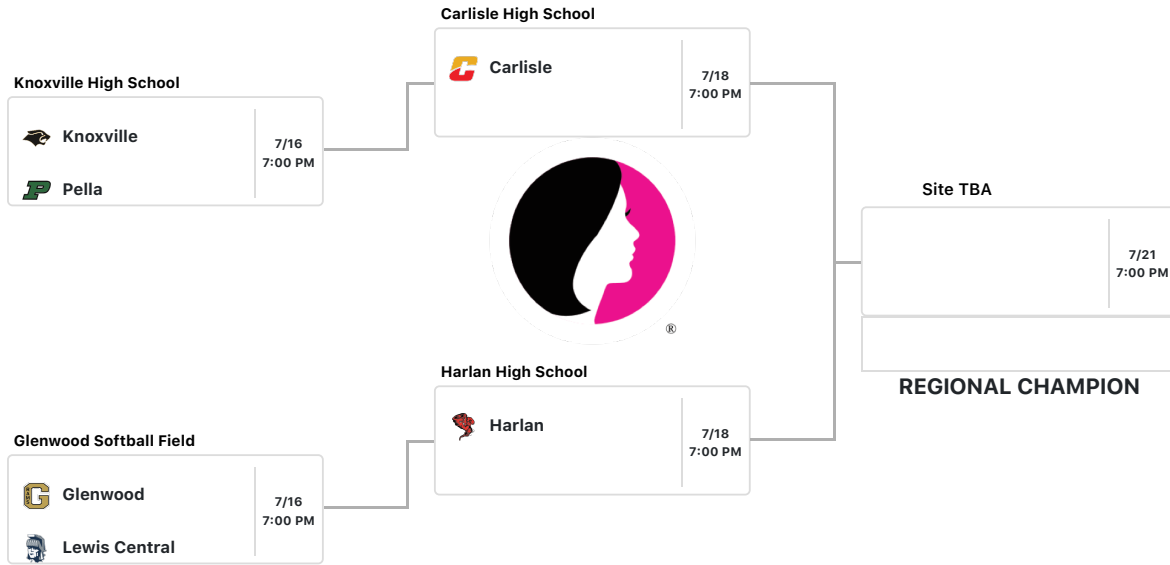 Carlisle High School
Carlisle
7/18
7:00 PM
Knoxville High School
Knoxville
7/16
7:00 PM
P
Pella
Site TBA
7/21
7:00 PM
®
REGIONAL CHAMPION
Harlan High School
Harlan
7/18
7:00 PM
Glenwood Softball Field
G
Glenwood
7/16
7:00 PM
Lewis Central